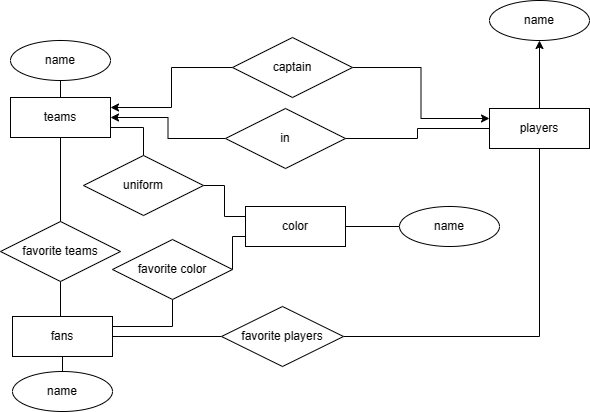 name
name
captain
teams
players
in
uniform
color
name
favorite teams
favorite color
fans
favorite players
name